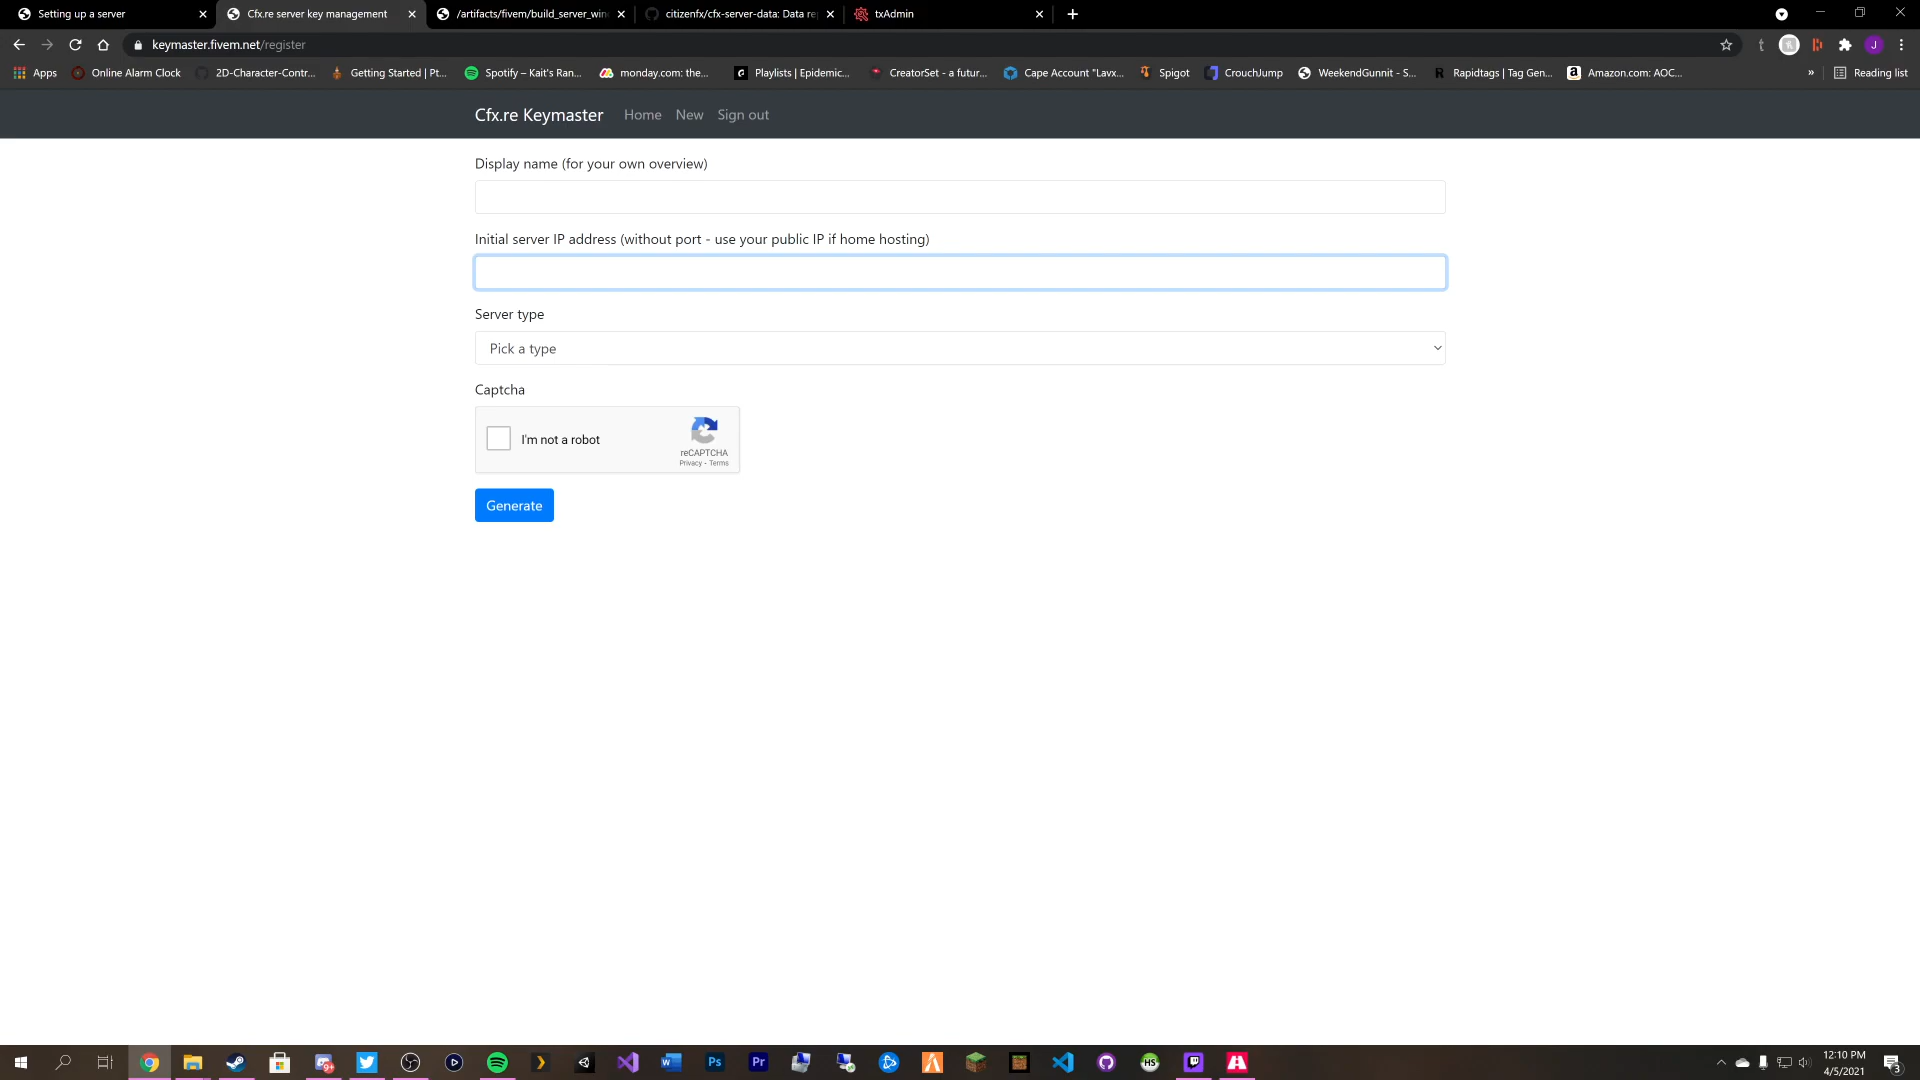 Setting up a server
Cfx.re server key management
/artifacts/fivem/build_server_win
citizenfx/cfx-server-data: Data re
txAdmin
keymaster.fivem.net/register
Apps
Online Alarm Clock
2D-Character-Contr...
Getting Started | Pt...
Spotify – Kait's Ran...
monday.com: the...
Playlists | Epidemic...
CreatorSet - a futur...
Cape Account "Lavx...
Spigot
CrouchJump
WeekendGunnit - S...
Rapidtags | Tag Gen...
Amazon.com: AOC...
»
Reading list
Cfx.re Keymaster
Home
New
Sign out
Display name (for your own overview)
Initial server IP address (without port - use your public IP if home hosting)
Server type
Pick a type
Captcha
I'm not a robot
reCAPTCHA
Privacy - Terms
Generate
12:10 PM
4/5/2021